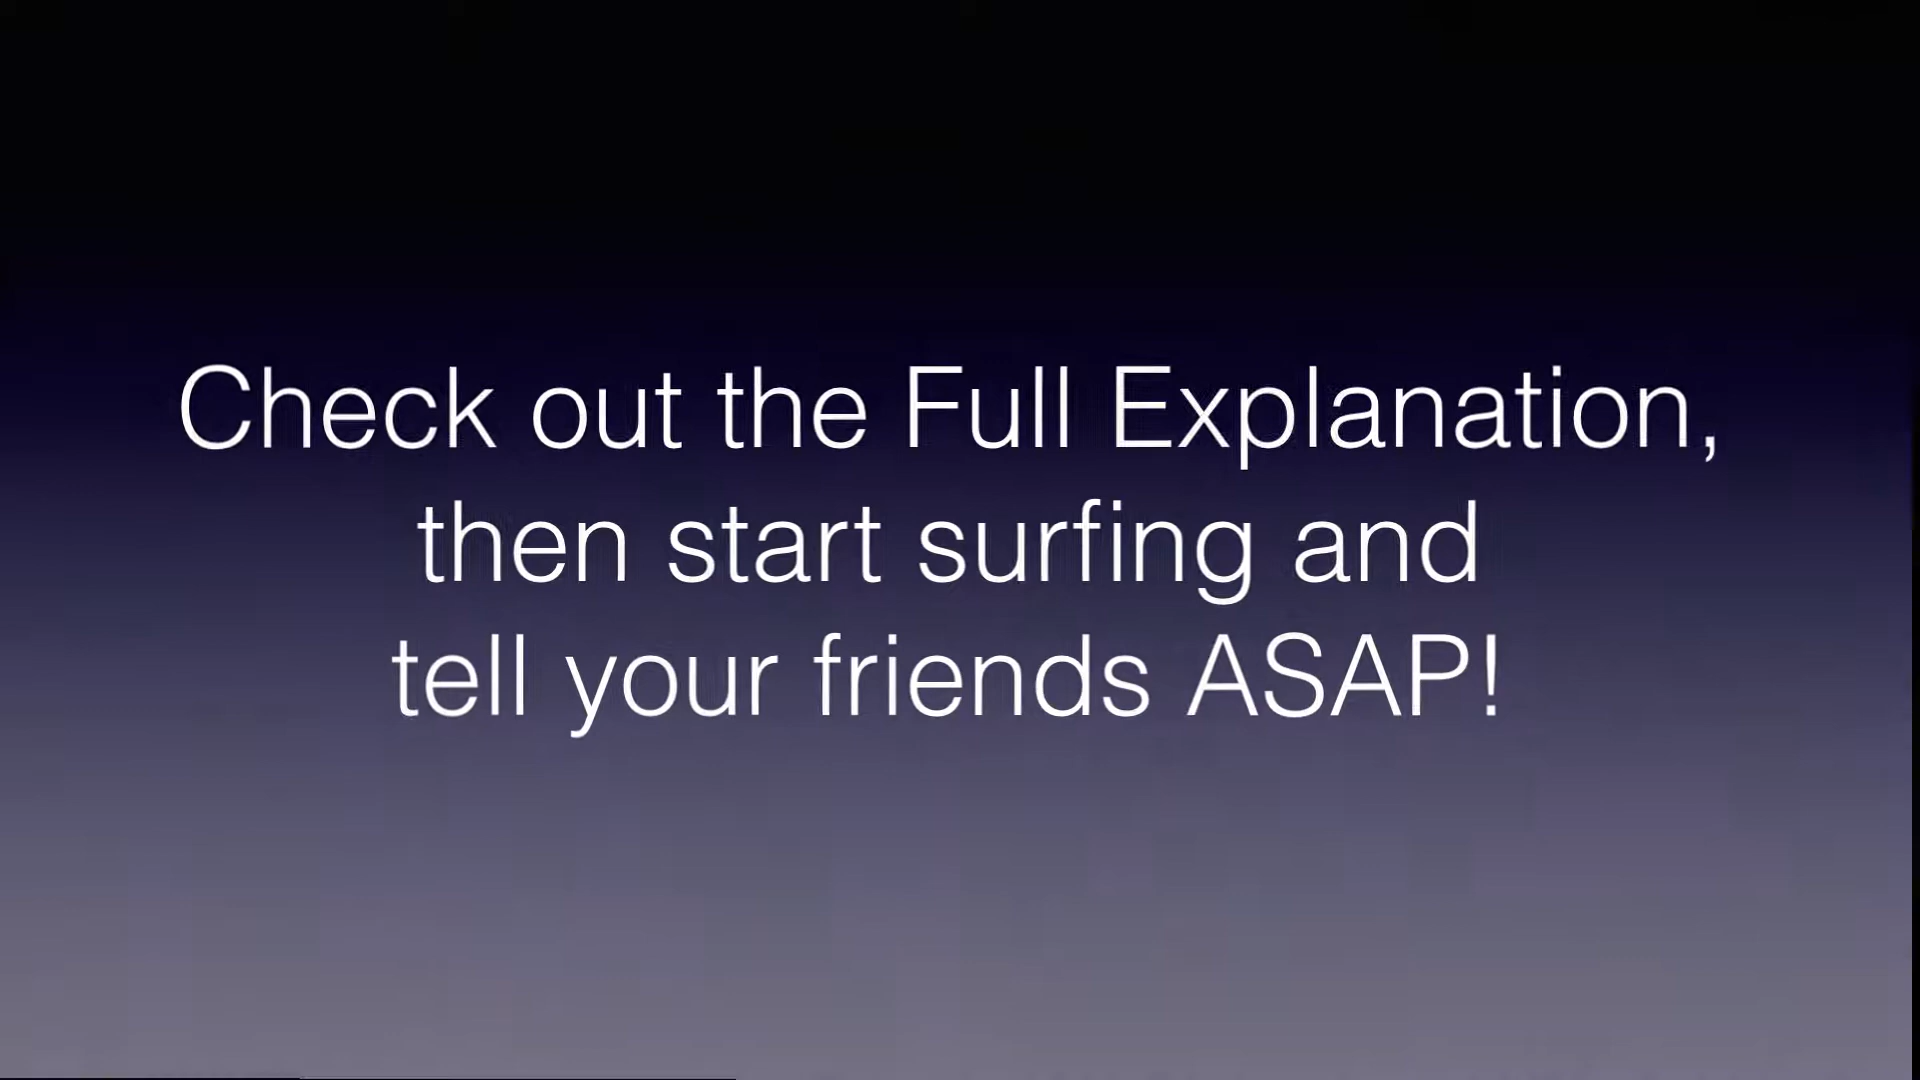 Check out the Full Explanation,
then start surfing and
tell your friends ASAP!